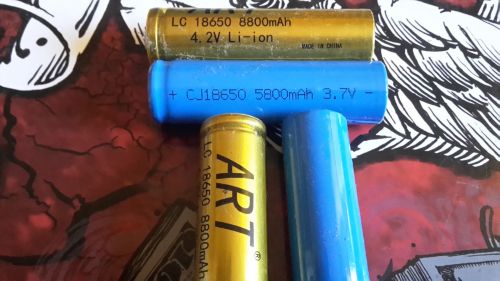 LC 18650 8800mAh
4.2V Li-ion
MADE IN CHINA
+ CJ18650 5800mAh 3.7V -
ART®
LC 18650 8800mAh